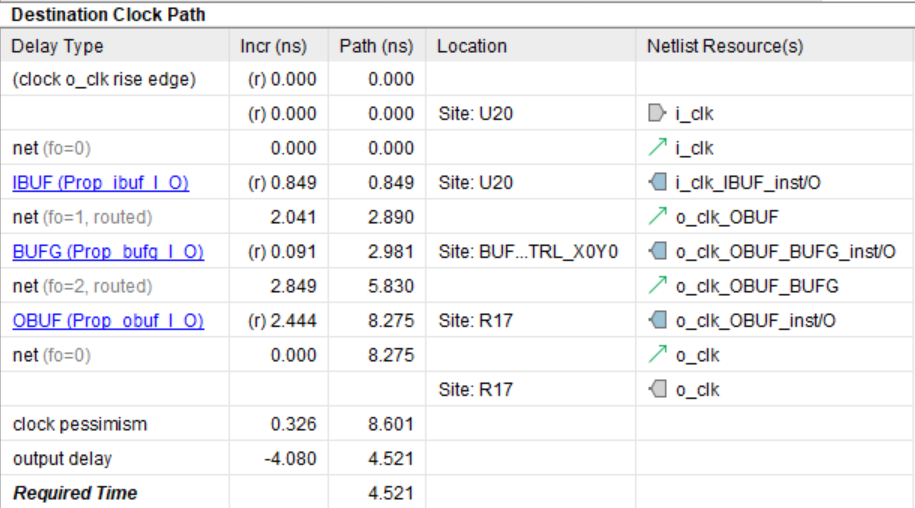 Destination Clock Path
Delay Type Incr (ns) Path (ns) Location Netlist Resource(s)
(clock o_clk rise edge) (r) 0.000 0.000
(r) 0.000 0.000 Site: U20 i_clk
net (fo=0) 0.000 0.000 i_clk
IBUF (Prop_ibuf_I_O) (r) 0.849 0.849 Site: U20 i_clk_IBUF_inst/O
net (fo=1, routed) 2.041 2.890 o_clk_OBUF
BUFG (Prop_bufg_I_O) (r) 0.091 2.981 Site: BUF...TRL_X0Y0 o_clk_OBUF_BUFG_inst/O
net (fo=2, routed) 2.849 5.830 o_clk_OBUF_BUFG
OBUF (Prop_obuf_I_O) (r) 2.444 8.275 Site: R17 o_clk_OBUF_inst/O
net (fo=0) 0.000 8.275 o_clk
Site: R17 o_clk
clock pessimism 0.326 8.601
output delay -4.080 4.521
Required Time 4.521